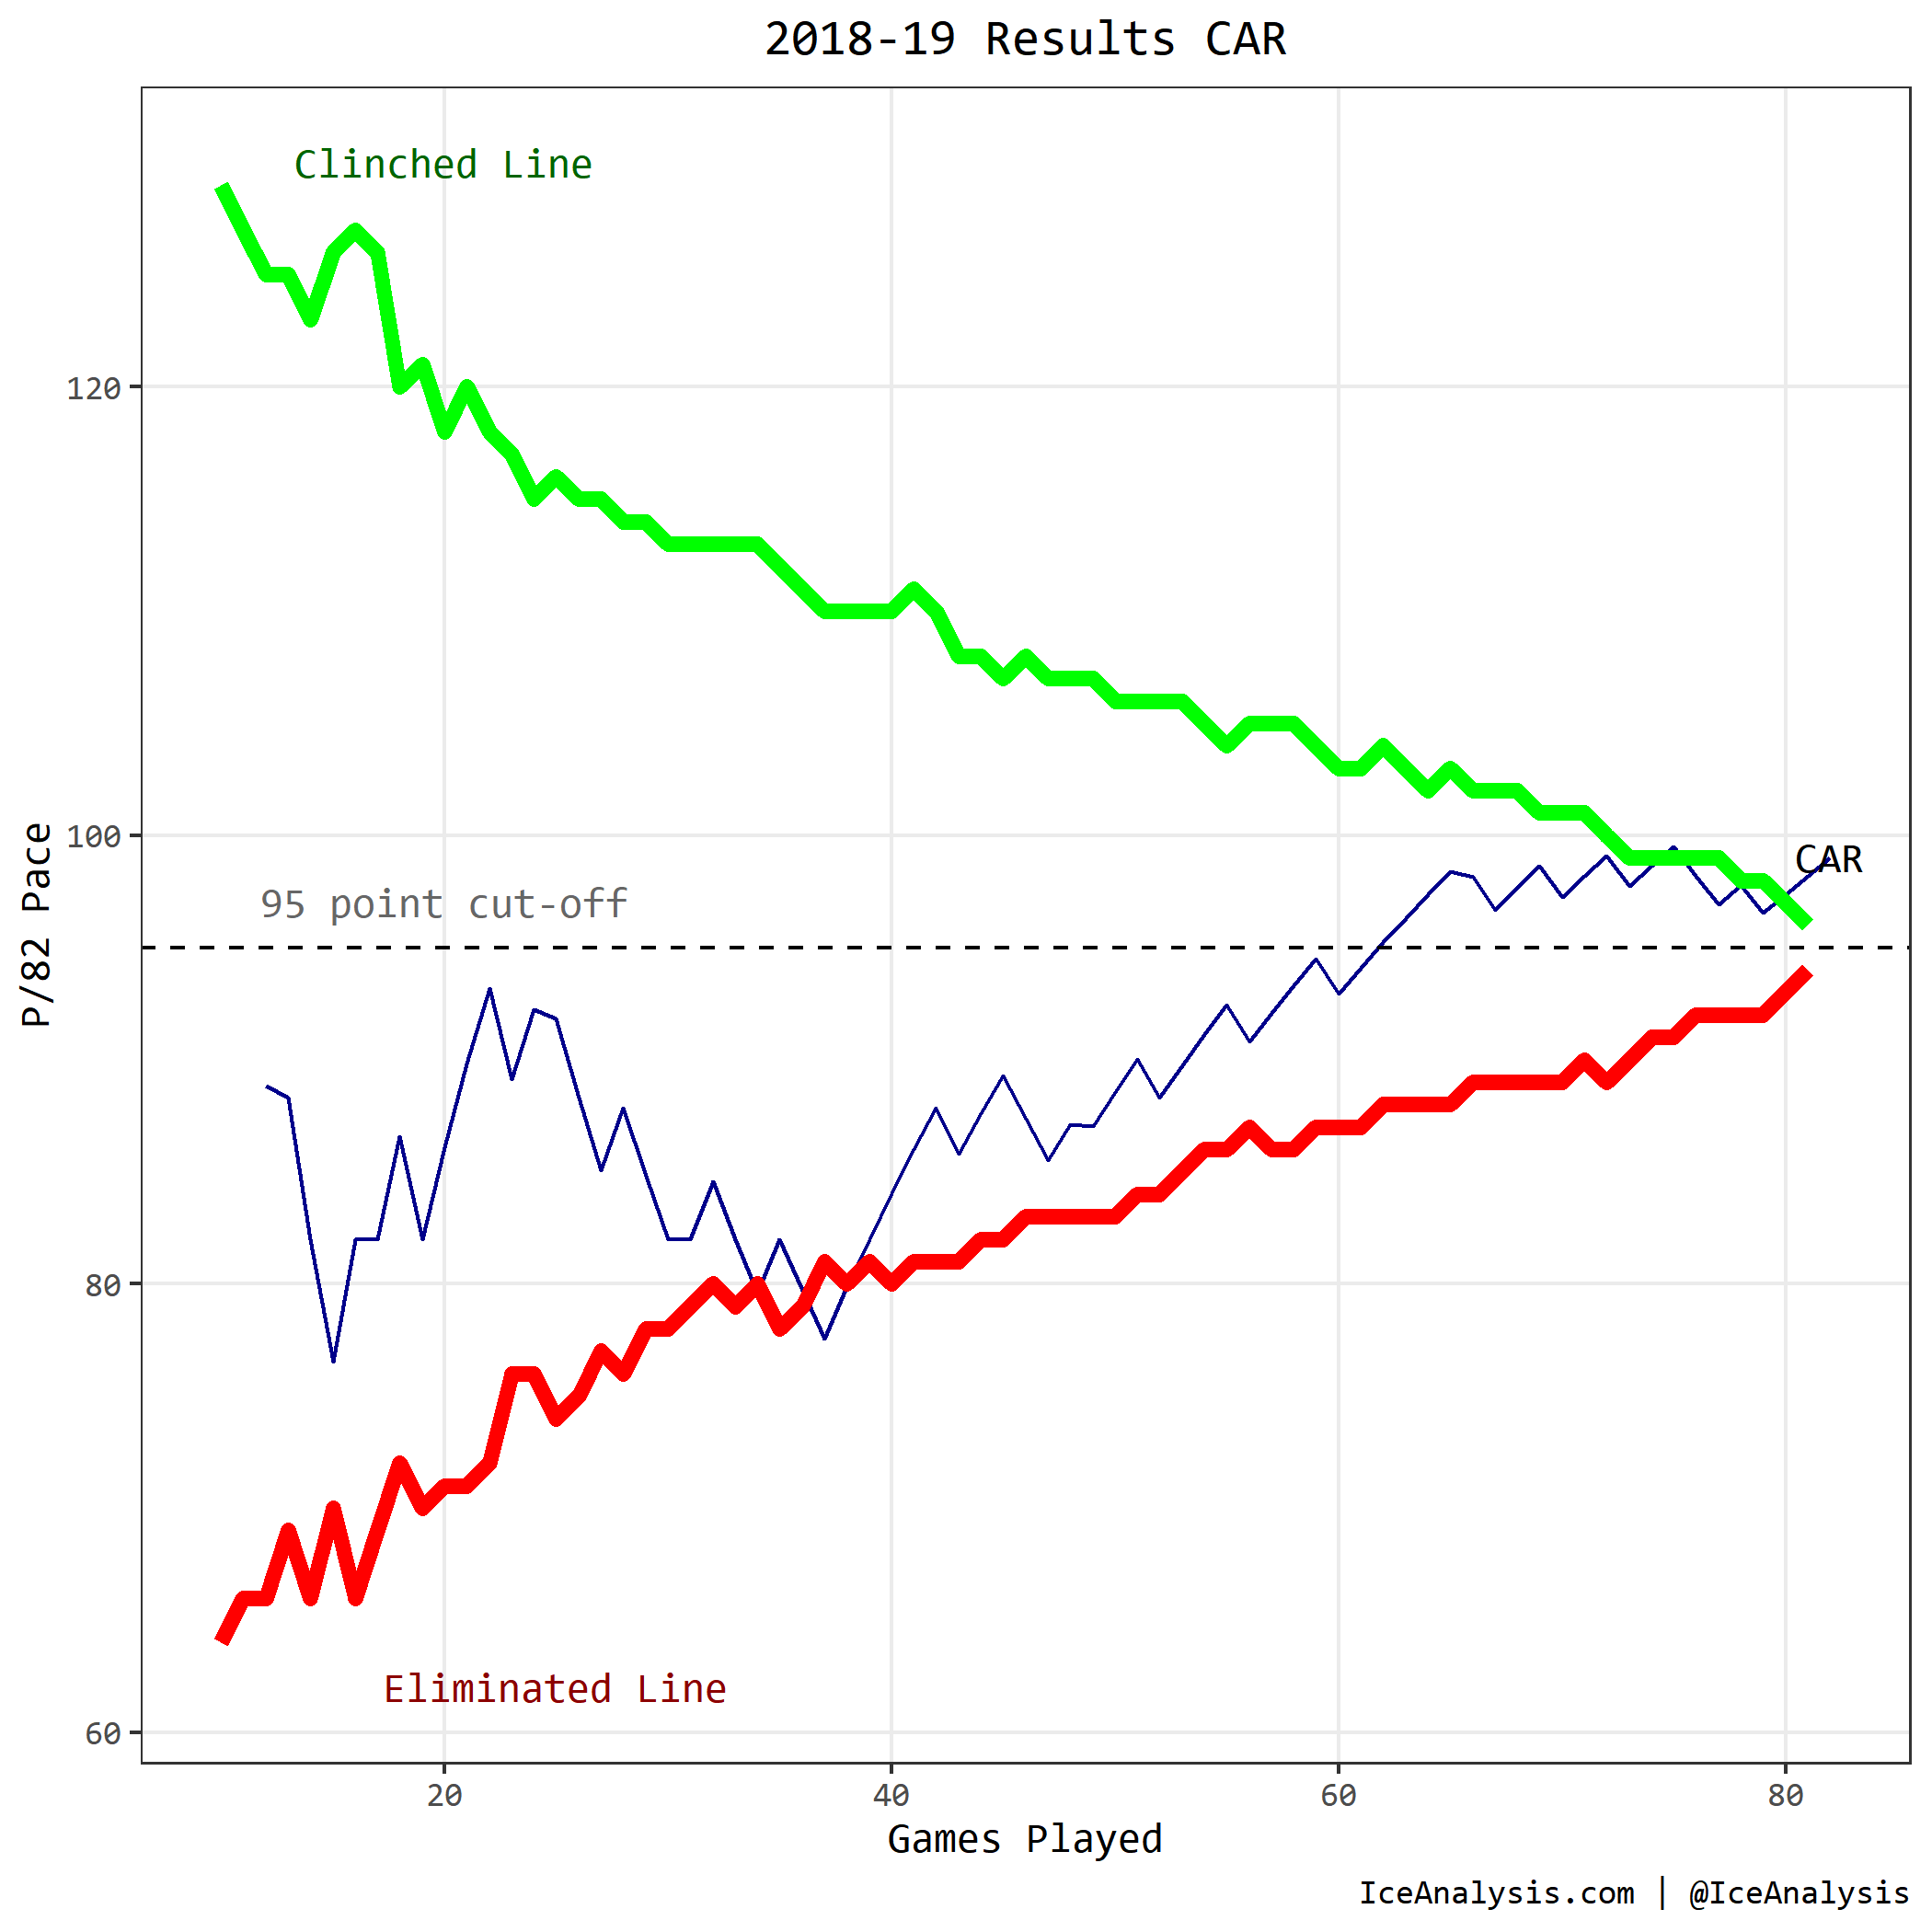 2018-19 Results CAR
Clinched Line
120
100
CAR
95 point cut-off
P/82 Pace
80
Eliminated Line
60
20 40 60 80
Games Played
IceAnalysis.com | @IceAnalysis